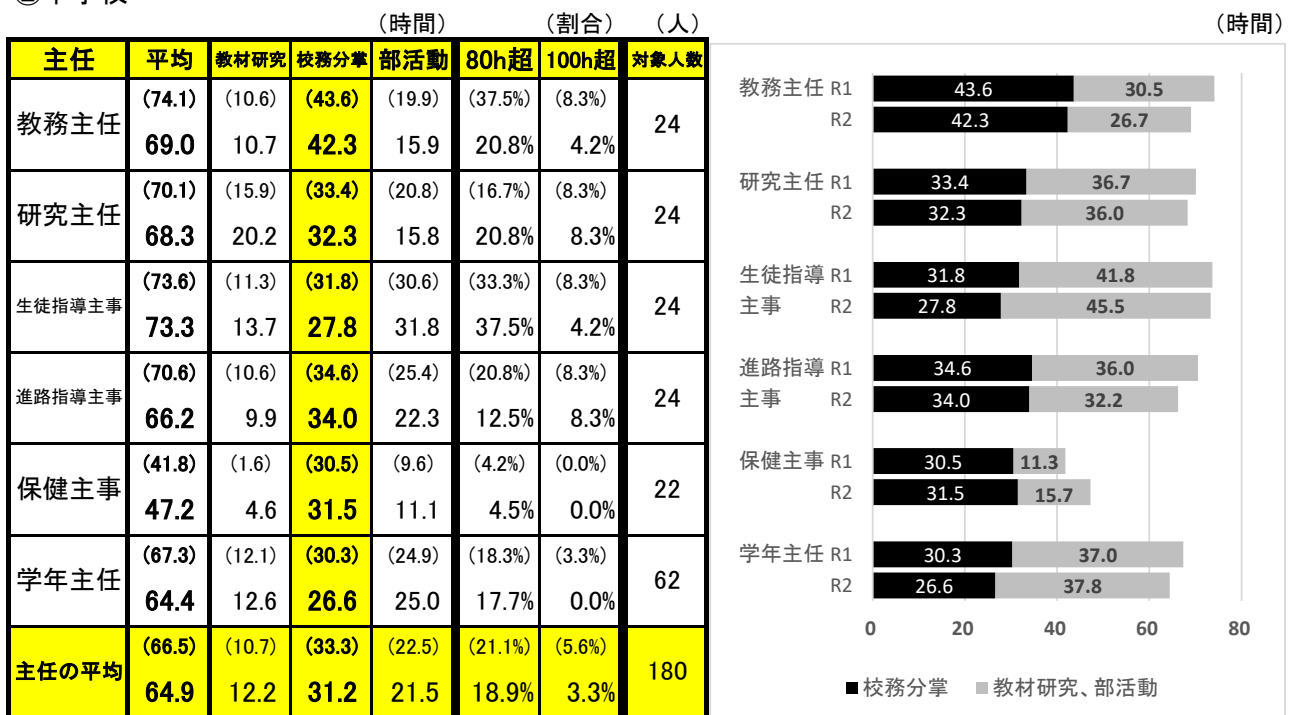 ②中学校
（時間） （割合） （人）
主任 平均 教材研究 校務分掌 部活動 80h超 100h超 対象人数
教務主任 (74.1) (10.6) (43.6) (19.9) (37.5%) (8.3%) 24
69.0 10.7 42.3 15.9 20.8% 4.2%
研究主任 (70.1) (15.9) (33.4) (20.8) (16.7%) (8.3%) 24
68.3 20.2 32.3 15.8 20.8% 8.3%
生徒指導主事 (73.6) (11.3) (31.8) (30.6) (33.3%) (8.3%) 24
73.3 13.7 27.8 31.8 37.5% 4.2%
進路指導主事 (70.6) (10.6) (34.6) (25.4) (20.8%) (8.3%) 24
66.2 9.9 34.0 22.3 12.5% 8.3%
保健主事 (41.8) (1.6) (30.5) (9.6) (4.2%) (0.0%) 22
47.2 4.6 31.5 11.1 4.5% 0.0%
学年主任 (67.3) (12.1) (30.3) (24.9) (18.3%) (3.3%) 62
64.4 12.6 26.6 25.0 17.7% 0.0%
主任の平均 (66.5) (10.7) (33.3) (22.5) (21.1%) (5.6%) 180
64.9 12.2 31.2 21.5 18.9% 3.3%
（時間）
教務主任 R1 43.6 30.5
R2 42.3 26.7
研究主任 R1 33.4 36.7
R2 32.3 36.0
生徒指導 R1 31.8 41.8
主事 R2 27.8 45.5
進路指導 R1 34.6 36.0
主事 R2 34.0 32.2
保健主事 R1 30.5 11.3
R2 31.5 15.7
学年主任 R1 30.3 37.0
R2 26.6 37.8
0 20 40 60 80
■校務分掌 ■教材研究、部活動